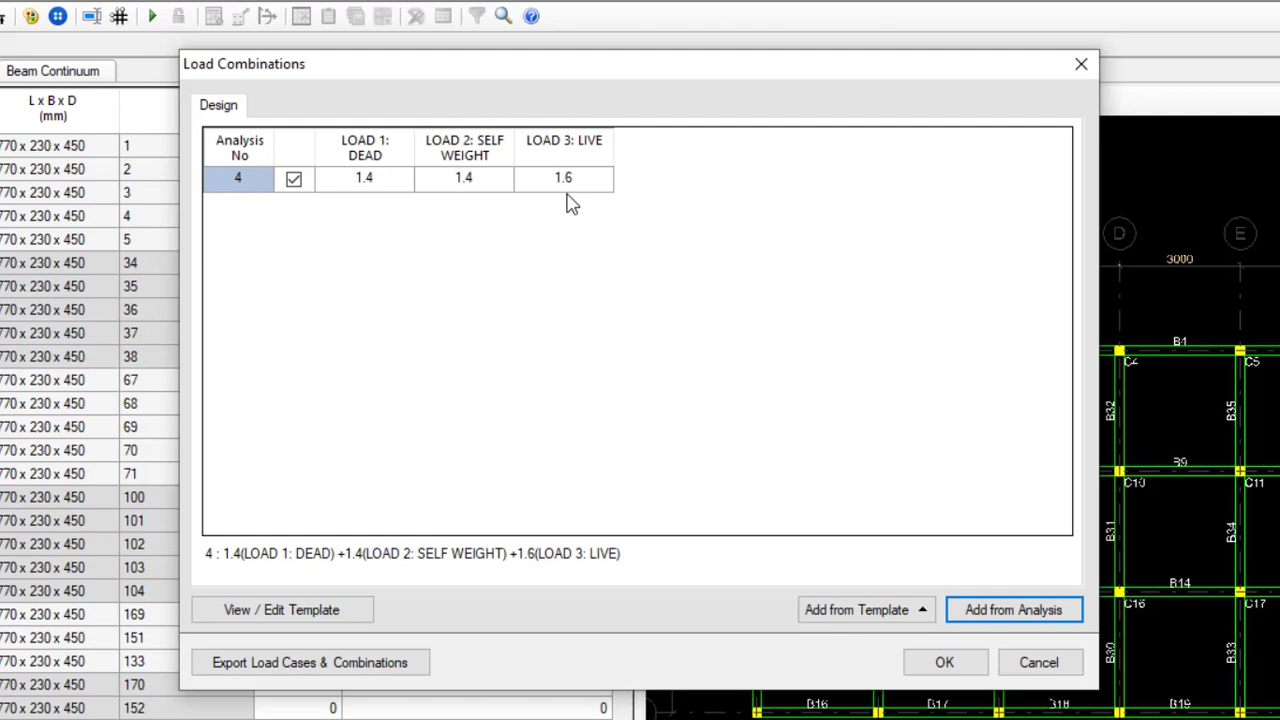 Load Combinations
Beam Continuum
Design
L x B x D
(mm)
Analysis
No
LOAD 1:
DEAD
LOAD 2: SELF
WEIGHT
LOAD 3: LIVE
4 1.4 1.4 1.6
770 x 230 x 450 1
770 x 230 x 450 2
770 x 230 x 450 3
770 x 230 x 450 4
770 x 230 x 450 5
770 x 230 x 450 34
770 x 230 x 450 35
770 x 230 x 450 36
770 x 230 x 450 37
770 x 230 x 450 38
770 x 230 x 450 67
770 x 230 x 450 68
770 x 230 x 450 69
770 x 230 x 450 70
770 x 230 x 450 71
770 x 230 x 450 100
770 x 230 x 450 101
770 x 230 x 450 102
770 x 230 x 450 103
770 x 230 x 450 104
770 x 230 x 450 169
770 x 230 x 450 151
770 x 230 x 450 133
770 x 230 x 450 170
770 x 230 x 450 152 0 0
4 : 1.4(LOAD 1: DEAD) +1.4(LOAD 2: SELF WEIGHT) +1.6(LOAD 3: LIVE)
View / Edit Template
Add from Template
Add from Analysis
Export Load Cases & Combinations
OK
Cancel
D E
3000
B4
C4 C5
B32 B35
B9
C10 C11
B31 B34
B14
C16 C17
B30 B33
B16 B17 B18 B19